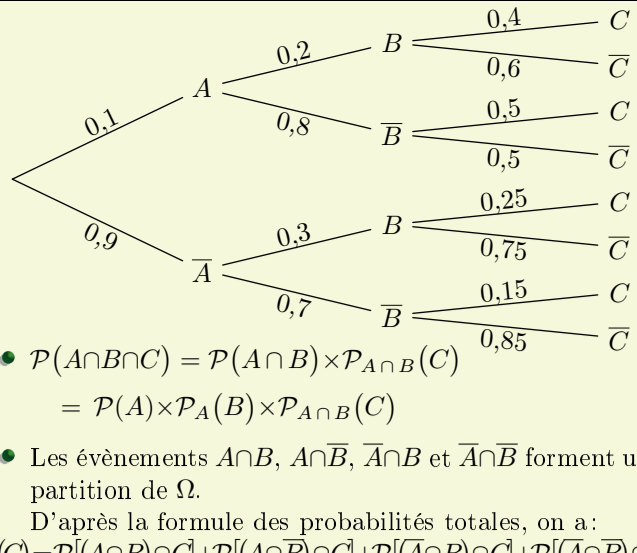 0,4 C
0,2 B
0,6 C̅
A
0,1
0,5 C
0,8 B̅
0,5 C̅
0,25 C
0,3 B
0,9
0,75 C̅
A̅
0,15 C
0,7 B̅
0,85 C̅
𝒫(A∩B∩C) = 𝒫(A ∩ B)×𝒫_{A ∩ B}(C)
= 𝒫(A)×𝒫_A(B)×𝒫_{A ∩ B}(C)
Les évènements A∩B, A∩B̅, A̅∩B et A̅∩B̅ forment u
partition de Ω.
D'après la formule des probabilités totales, on a :
(C)=𝒫[(A∩B)∩C]+𝒫[(A∩B̅)∩C]+𝒫[(A̅∩B)∩C]+𝒫[(A̅∩B̅)